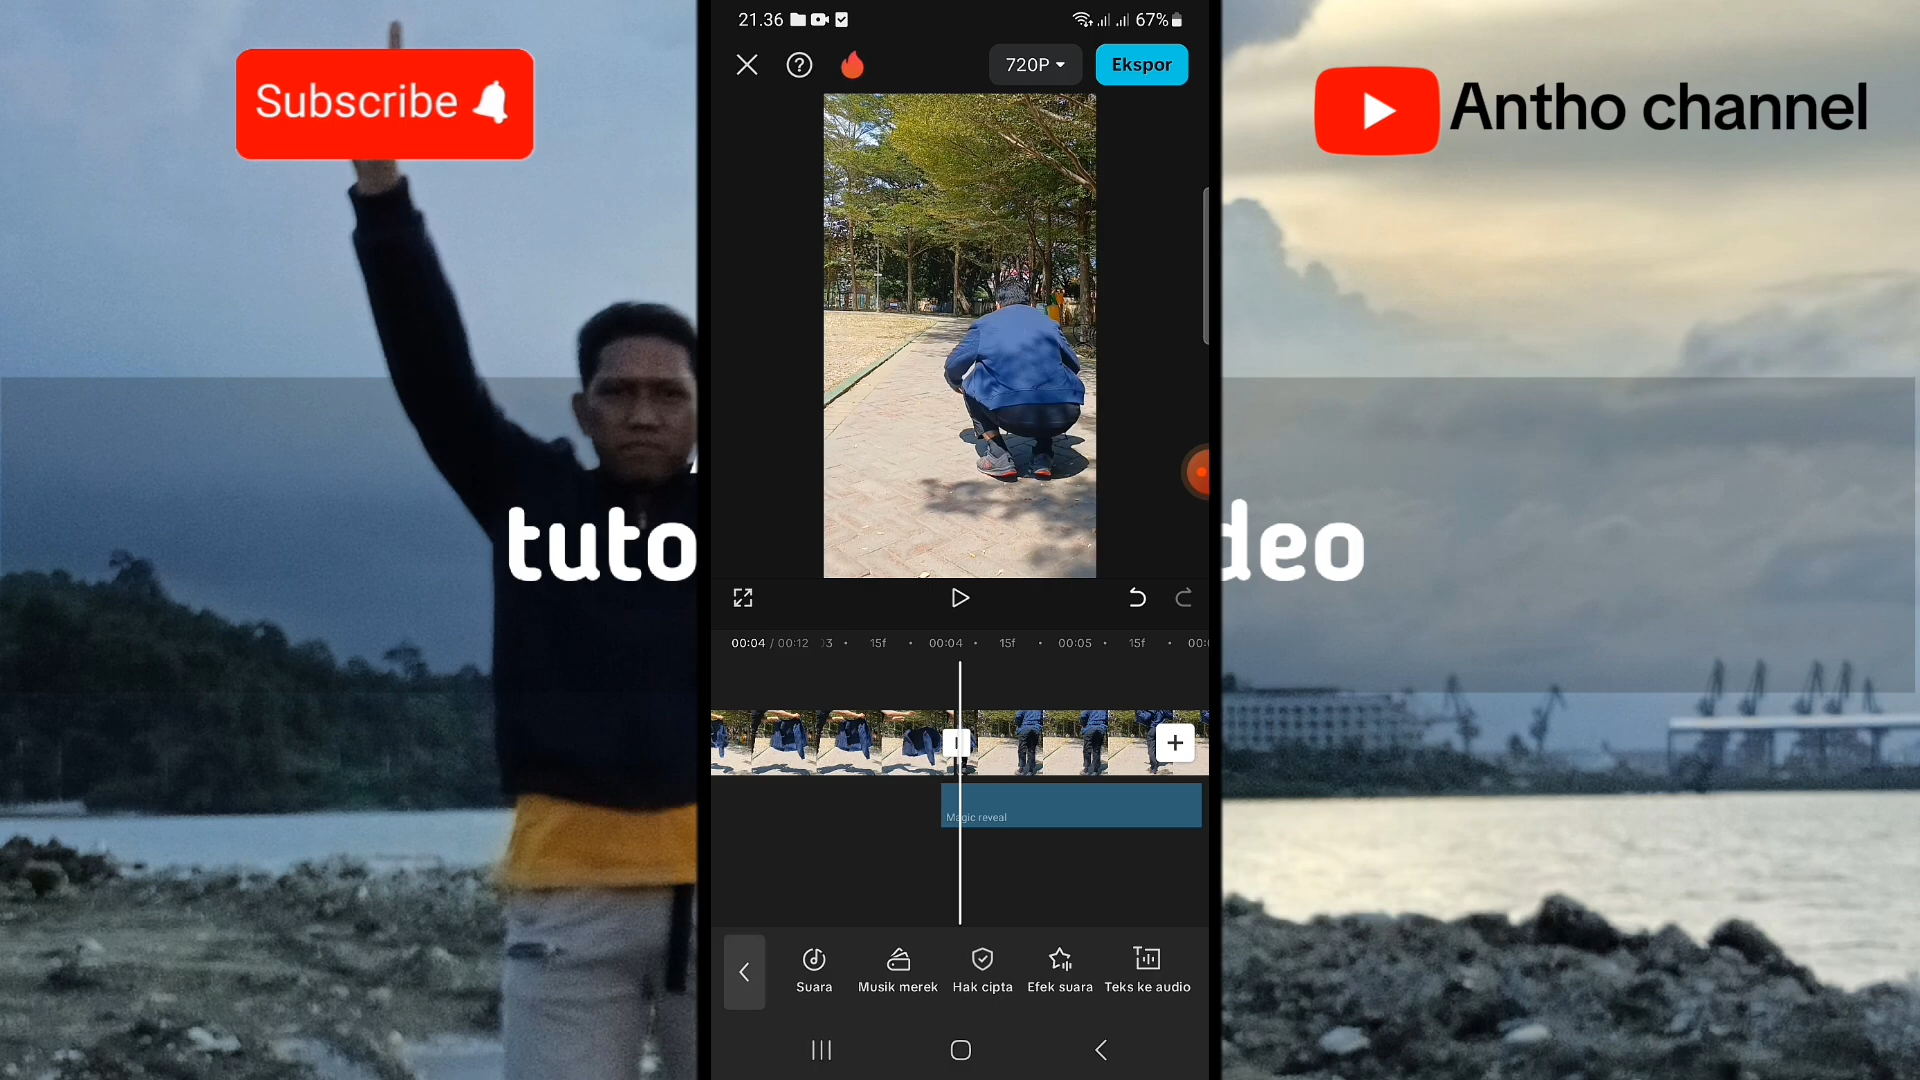 21.36
67%
Subscribe
720P
Ekspor
Antho channel
tuto
deo
00:04 / 00:12
03
15f
00:04
15f
00:05
15f
Magic reveal
Suara
Musik merek
Hak cipta
Efek suara
Teks ke audio